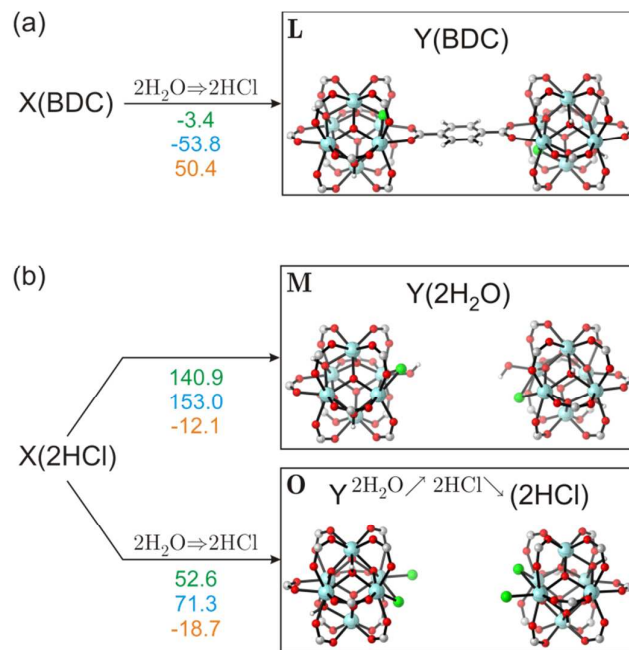 (a)
L
Y(BDC)
X(BDC)
2H₂O⇒2HCl
-3.4
-53.8
50.4
(b)
M
Y(2H₂O)
140.9
153.0
-12.1
X(2HCl)
O
Y 2H₂O↗ 2HCl↘ (2HCl)
2H₂O⇒2HCl
52.6
71.3
-18.7